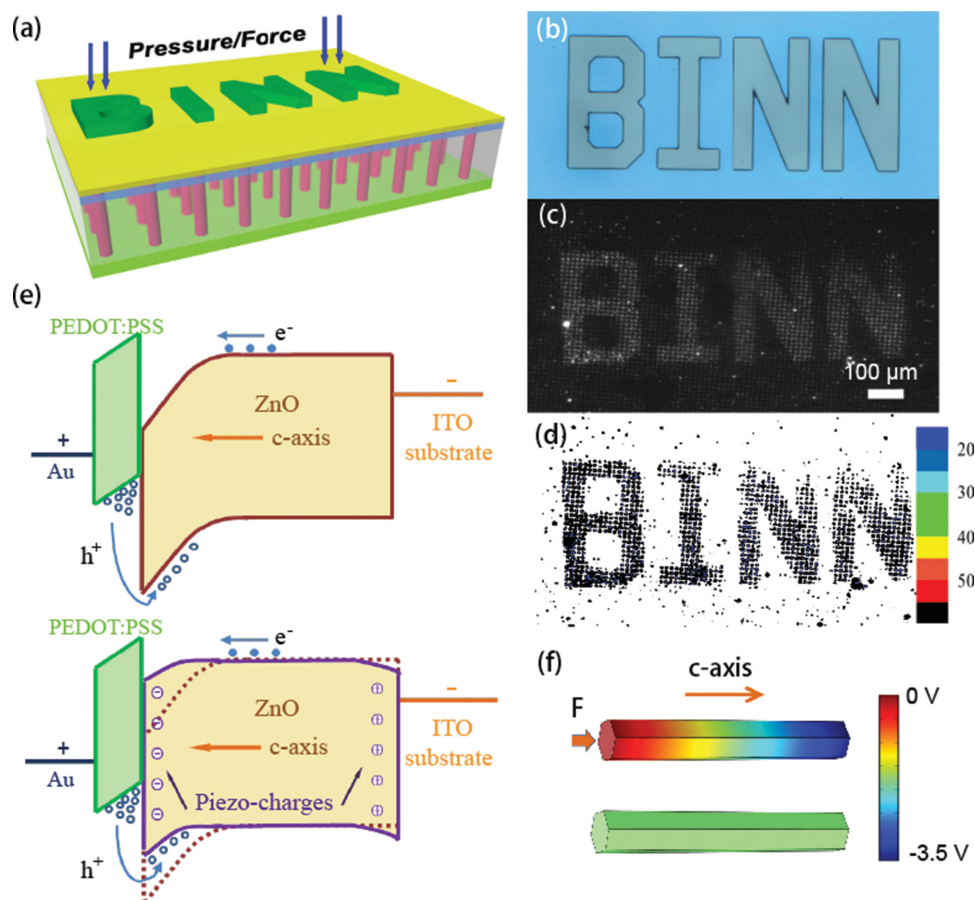 (a)
Pressure/Force
BINN
(b)
BINN
(c)
BINN
100 μm
(d)
BINN
20
30
40
50
(e)
PEDOT:PSS
e⁻
ZnO
c-axis
+
Au
−
ITO
substrate
h⁺
PEDOT:PSS
e⁻
ZnO
c-axis
+
Au
−
ITO
substrate
Piezo-charges
h⁺
(f)
c-axis
F
0 V
-3.5 V